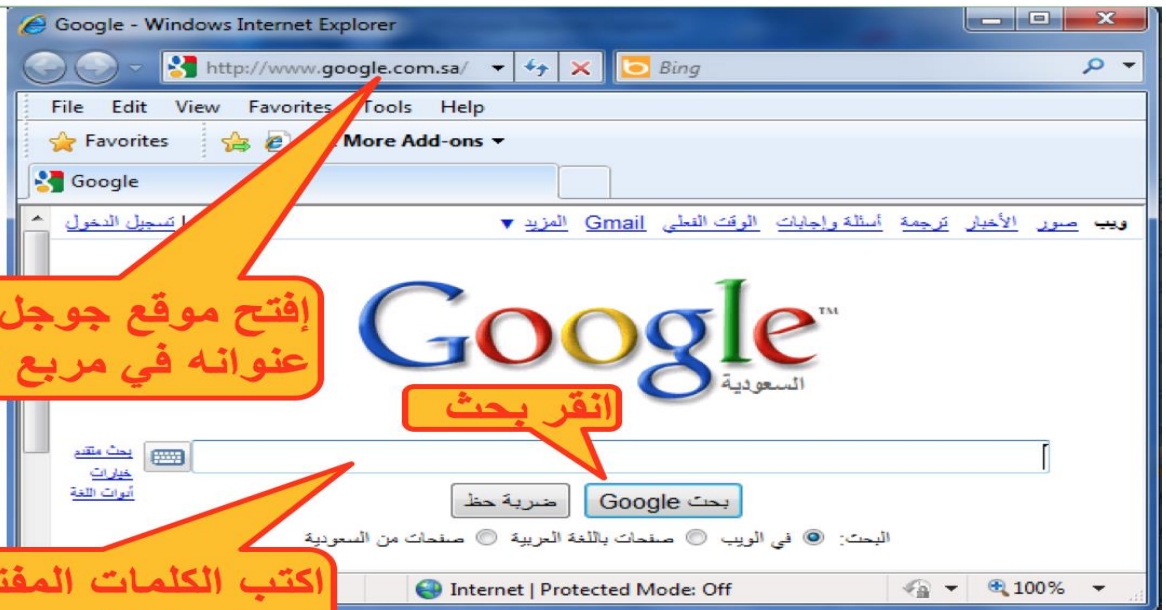 Google - Windows Internet Explorer
http://www.google.com.sa/
Bing
File Edit View Favorites Tools Help
Favorites
More Add-ons
Google
ويب صور الأخبار ترجمة أسئلة وإجابات الوقت الفعلي Gmail المزيد
تسجيل الدخول
Google™
السعودية
إفتح موقع جوجل
عنوانه في مربع
انقر بحث
بحث متقدم
خيارات
أدوات اللغة
بحث Google
ضربة حظ
البحث: في الويب صفحات باللغة العربية صفحات من السعودية
اكتب الكلمات
Internet | Protected Mode: Off
100%